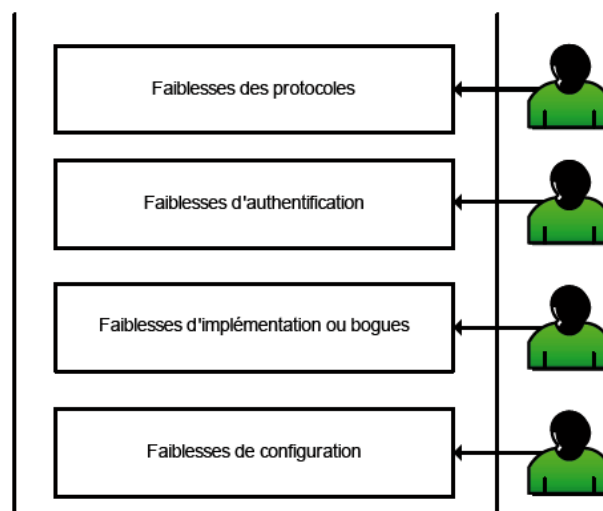 Faiblesses des protocoles
Faiblesses d'authentification
Faiblesses d'implémentation ou bogues
Faiblesses de configuration